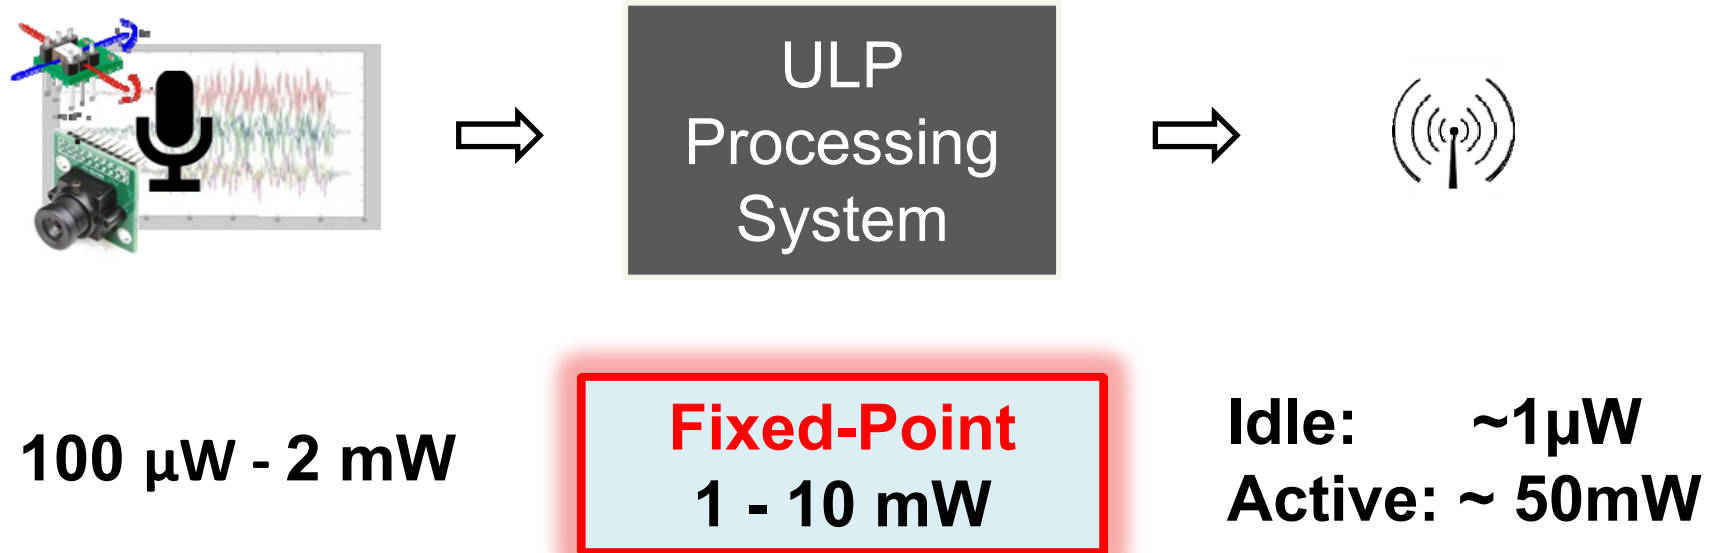 ULP
Processing
System
100 µW - 2 mW
Fixed-Point
1 - 10 mW
Idle: ~1µW
Active: ~ 50mW